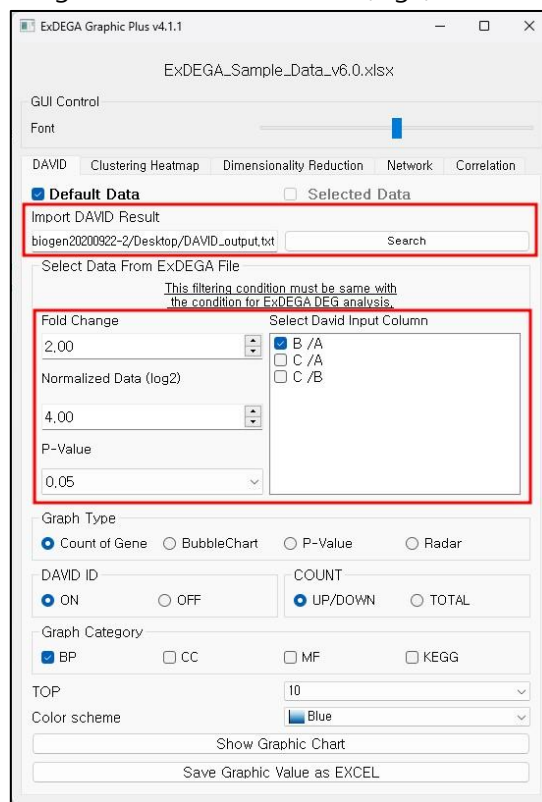 ExDEGA Graphic Plus v4.1.1
ExDEGA_Sample_Data_v6.0.xlsx
GUI Control
Font
DAVID Clustering Heatmap Dimensionality Reduction Network Correlation
Default Data Selected Data
Import DAVID Result
biogen20200922-2/Desktop/DAVID_output.txt Search
Select Data From ExDEGA File
This filtering condition must be same with
the condition for ExDEGA DEG analysis.
Fold Change Select David Input Column
2.00 B /A
C /A
Normalized Data (log2) C /B
4.00
P-Value
0.05
Graph Type
Count of Gene BubbleChart P-Value Radar
DAVID ID COUNT
ON OFF UP/DOWN TOTAL
Graph Category
BP CC MF KEGG
TOP 10
Color scheme Blue
Show Graphic Chart
Save Graphic Value as EXCEL